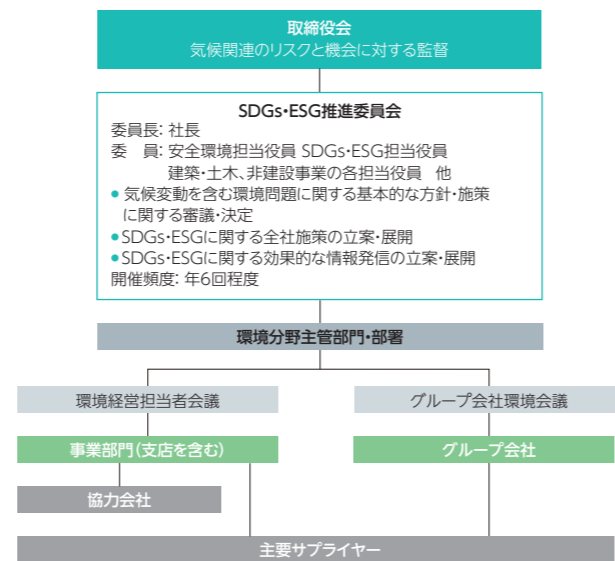 取締役会
気候関連のリスクと機会に対する監督
SDGs・ESG推進委員会
委員長：社長
委　員：安全環境担当役員 SDGs・ESG担当役員
建築・土木、非建設事業の各担当役員　他
● 気候変動を含む環境問題に関する基本的な方針・施策
に関する審議・決定
●SDGs・ESGに関する全社施策の立案・展開
●SDGs・ESGに関する効果的な情報発信の立案・展開
開催頻度：年6回程度
環境分野主管部門・部署
環境経営担当者会議
グループ会社環境会議
事業部門（支店を含む）
グループ会社
協力会社
主要サプライヤー